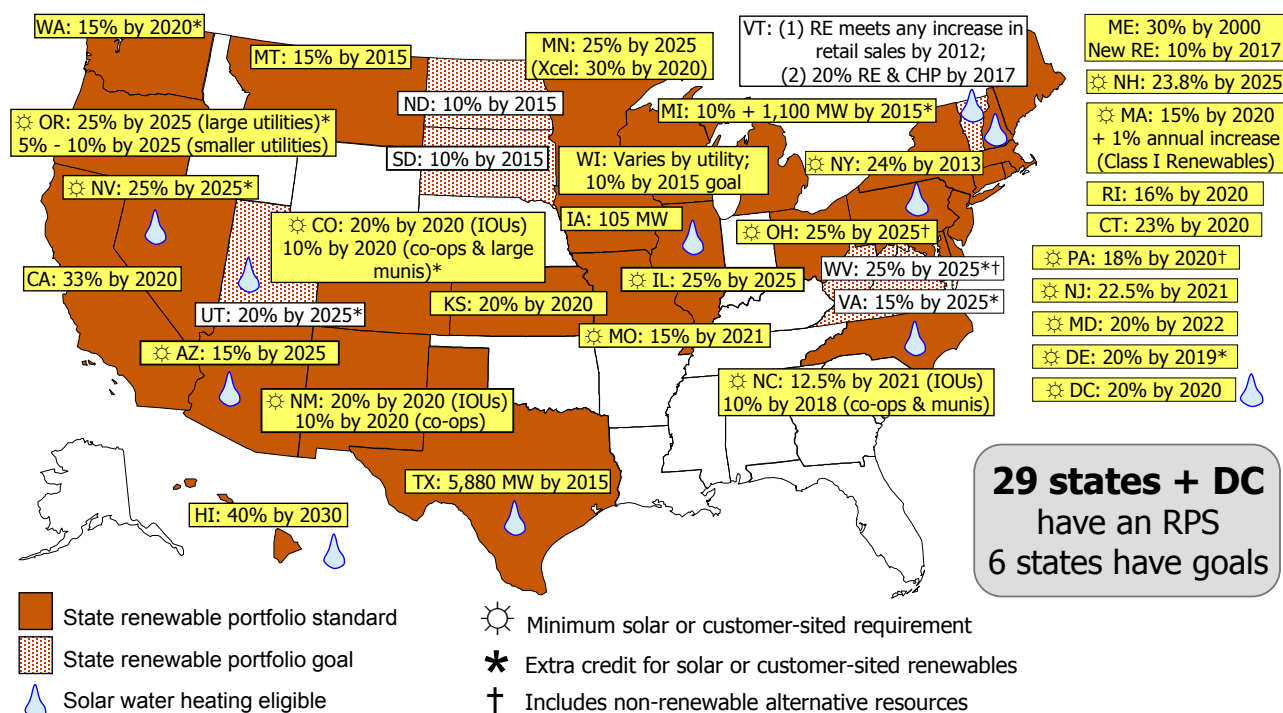 WA: 15% by 2020*
MT: 15% by 2015
MN: 25% by 2025
(Xcel: 30% by 2020)
VT: (1) RE meets any increase in
retail sales by 2012;
(2) 20% RE & CHP by 2017
ME: 30% by 2000
New RE: 10% by 2017
☼ NH: 23.8% by 2025
ND: 10% by 2015
MI: 10% + 1,100 MW by 2015*
☼ OR: 25% by 2025 (large utilities)*
5% - 10% by 2025 (smaller utilities)
☼ MA: 15% by 2020
+ 1% annual increase
(Class I Renewables)
SD: 10% by 2015
WI: Varies by utility;
10% by 2015 goal
☼ NY: 24% by 2013
☼ NV: 25% by 2025*
RI: 16% by 2020
CT: 23% by 2020
☼ CO: 20% by 2020 (IOUs)
10% by 2020 (co-ops & large
munis)*
IA: 105 MW
☼ OH: 25% by 2025†
CA: 33% by 2020
☼ IL: 25% by 2025
WV: 25% by 2025*†
☼ PA: 18% by 2020†
KS: 20% by 2020
VA: 15% by 2025*
☼ NJ: 22.5% by 2021
UT: 20% by 2025*
☼ MO: 15% by 2021
☼ MD: 20% by 2022
☼ AZ: 15% by 2025
☼ DE: 20% by 2019*
☼ NM: 20% by 2020 (IOUs)
10% by 2020 (co-ops)
☼ NC: 12.5% by 2021 (IOUs)
10% by 2018 (co-ops & munis)
☼ DC: 20% by 2020
TX: 5,880 MW by 2015
HI: 40% by 2030
29 states + DC
have an RPS
6 states have goals
State renewable portfolio standard
State renewable portfolio goal
Solar water heating eligible
☼ Minimum solar or customer-sited requirement
* Extra credit for solar or customer-sited renewables
† Includes non-renewable alternative resources